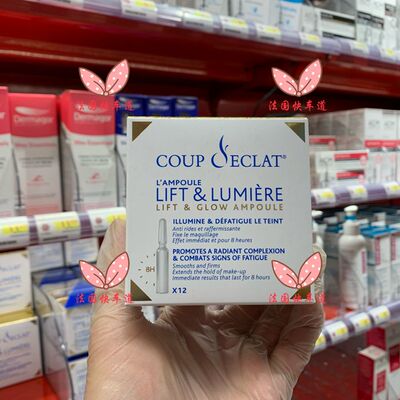 法国快车道
法国快车道
Dermagor
COUP D'ECLAT®
L'AMPOULE
LIFT & LUMIÈRE
LIFT & GLOW AMPOULE
ILLUMINE & DÉFATIGUE LE TEINT
Anti rides et raffermissante
Fixe le maquillage
Effet immédiat et pour 8 heures
PROMOTES A RADIANT COMPLEXION
& COMBATS SIGNS OF FATIGUE
Smooths and firms
Extends the hold of make-up
Immediate results that last for 8 hours
8H
X12
法国快车道
法国快车道